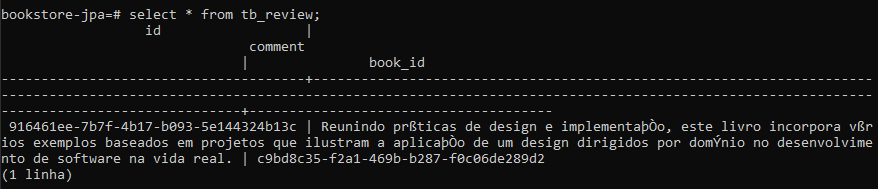 bookstore-jpa=# select * from tb_review;
id |
comment
| book_id
--------------------------------------+----------------------------------------------------------------------
-------------------------------+--------------------------------------
916461ee-7b7f-4b17-b093-5e144324b13c | Reunindo prßticas de design e implementaþÒo, este livro incorpora vßr
ios exemplos baseados em projetos que ilustram a aplicaþÒo de um design dirigidos por domÝnio no desenvolvime
nto de software na vida real. | c9bd8c35-f2a1-469b-b287-f0c06de289d2
(1 linha)